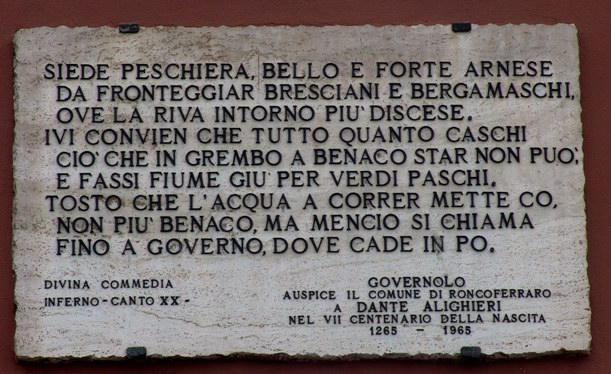 SIEDE PESCHIERA, BELLO E FORTE ARNESE
DA FRONTEGGIAR BRESCIANI E BERGAMASCHI,
OVE LA RIVA INTORNO PIU' DISCESE.
IVI CONVIEN CHE TUTTO QUANTO CASCHI
CIO' CHE IN GREMBO A BENACO STAR NON PUO',
E FASSI FIUME GIU' PER VERDI PASCHI.
TOSTO CHE L'ACQUA A CORRER METTE CO,
NON PIU' BENACO, MA MENCIO SI CHIAMA
FINO A GOVERNO, DOVE CADE IN PO.
DIVINA COMMEDIA
INFERNO - CANTO XX -
GOVERNOLO
AUSPICE IL COMUNE DI RONCOFERRARO
A DANTE ALIGHIERI
NEL VII CENTENARIO DELLA NASCITA
1265 - 1965